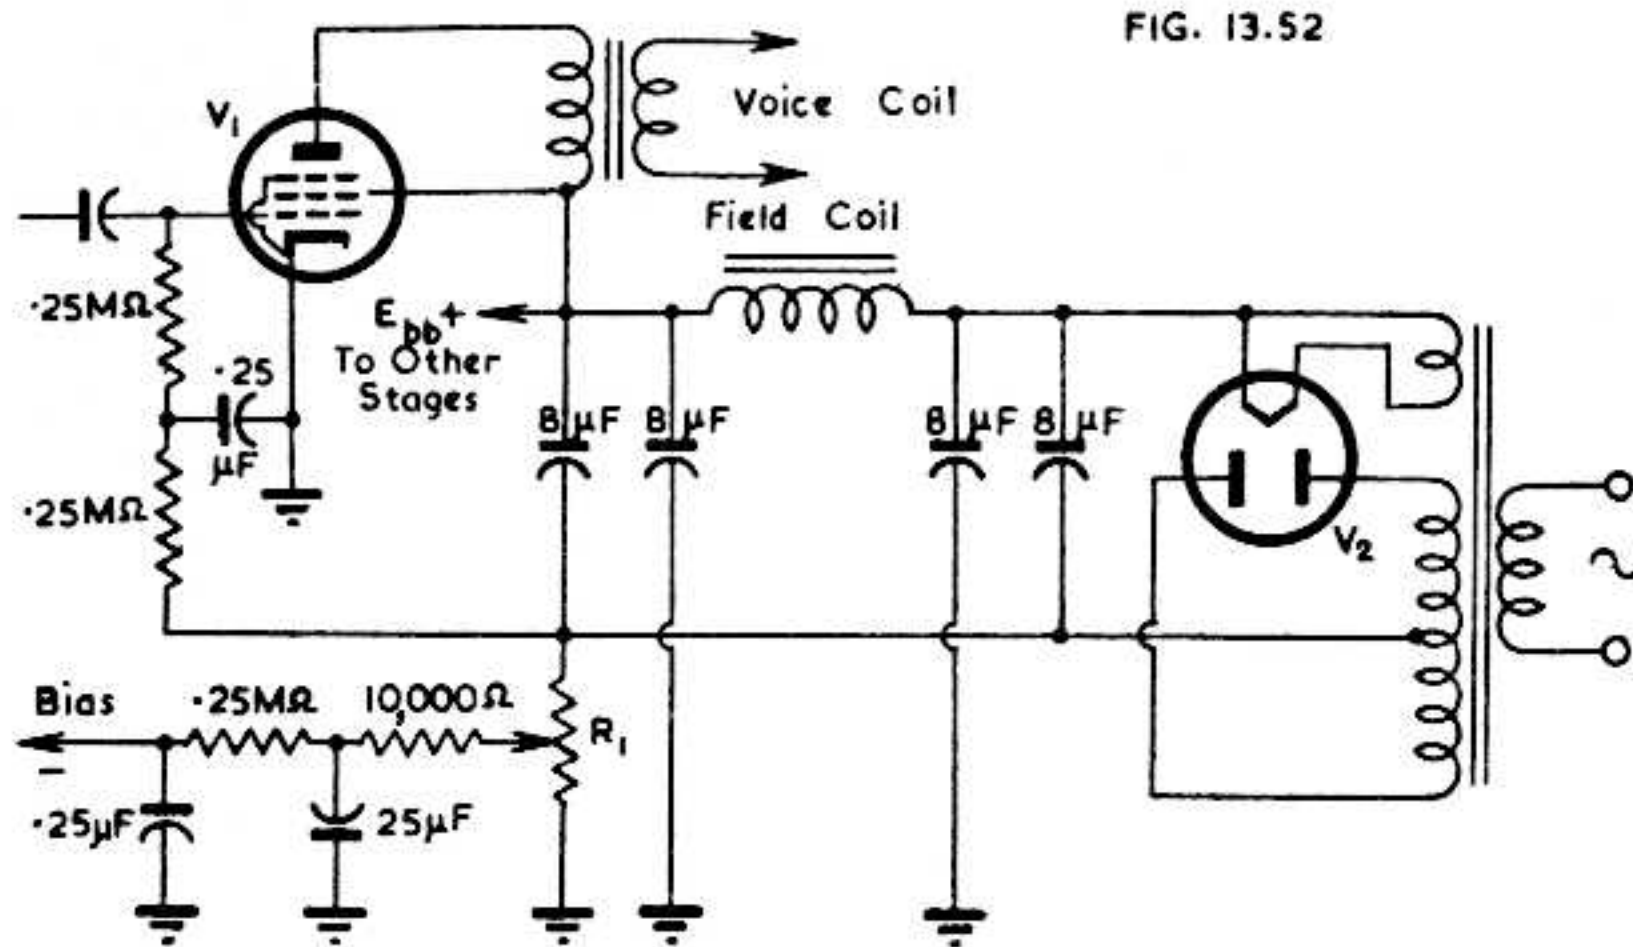 FIG. 13.52
V1
Voice Coil
Field Coil
·25MΩ
Ebb+
To Other
Stages
·25
μF
8 μF
8 μF
8 μF
8 μF
·25MΩ
V2
Bias
·25MΩ
10,000Ω
R1
−
·25μF
25μF